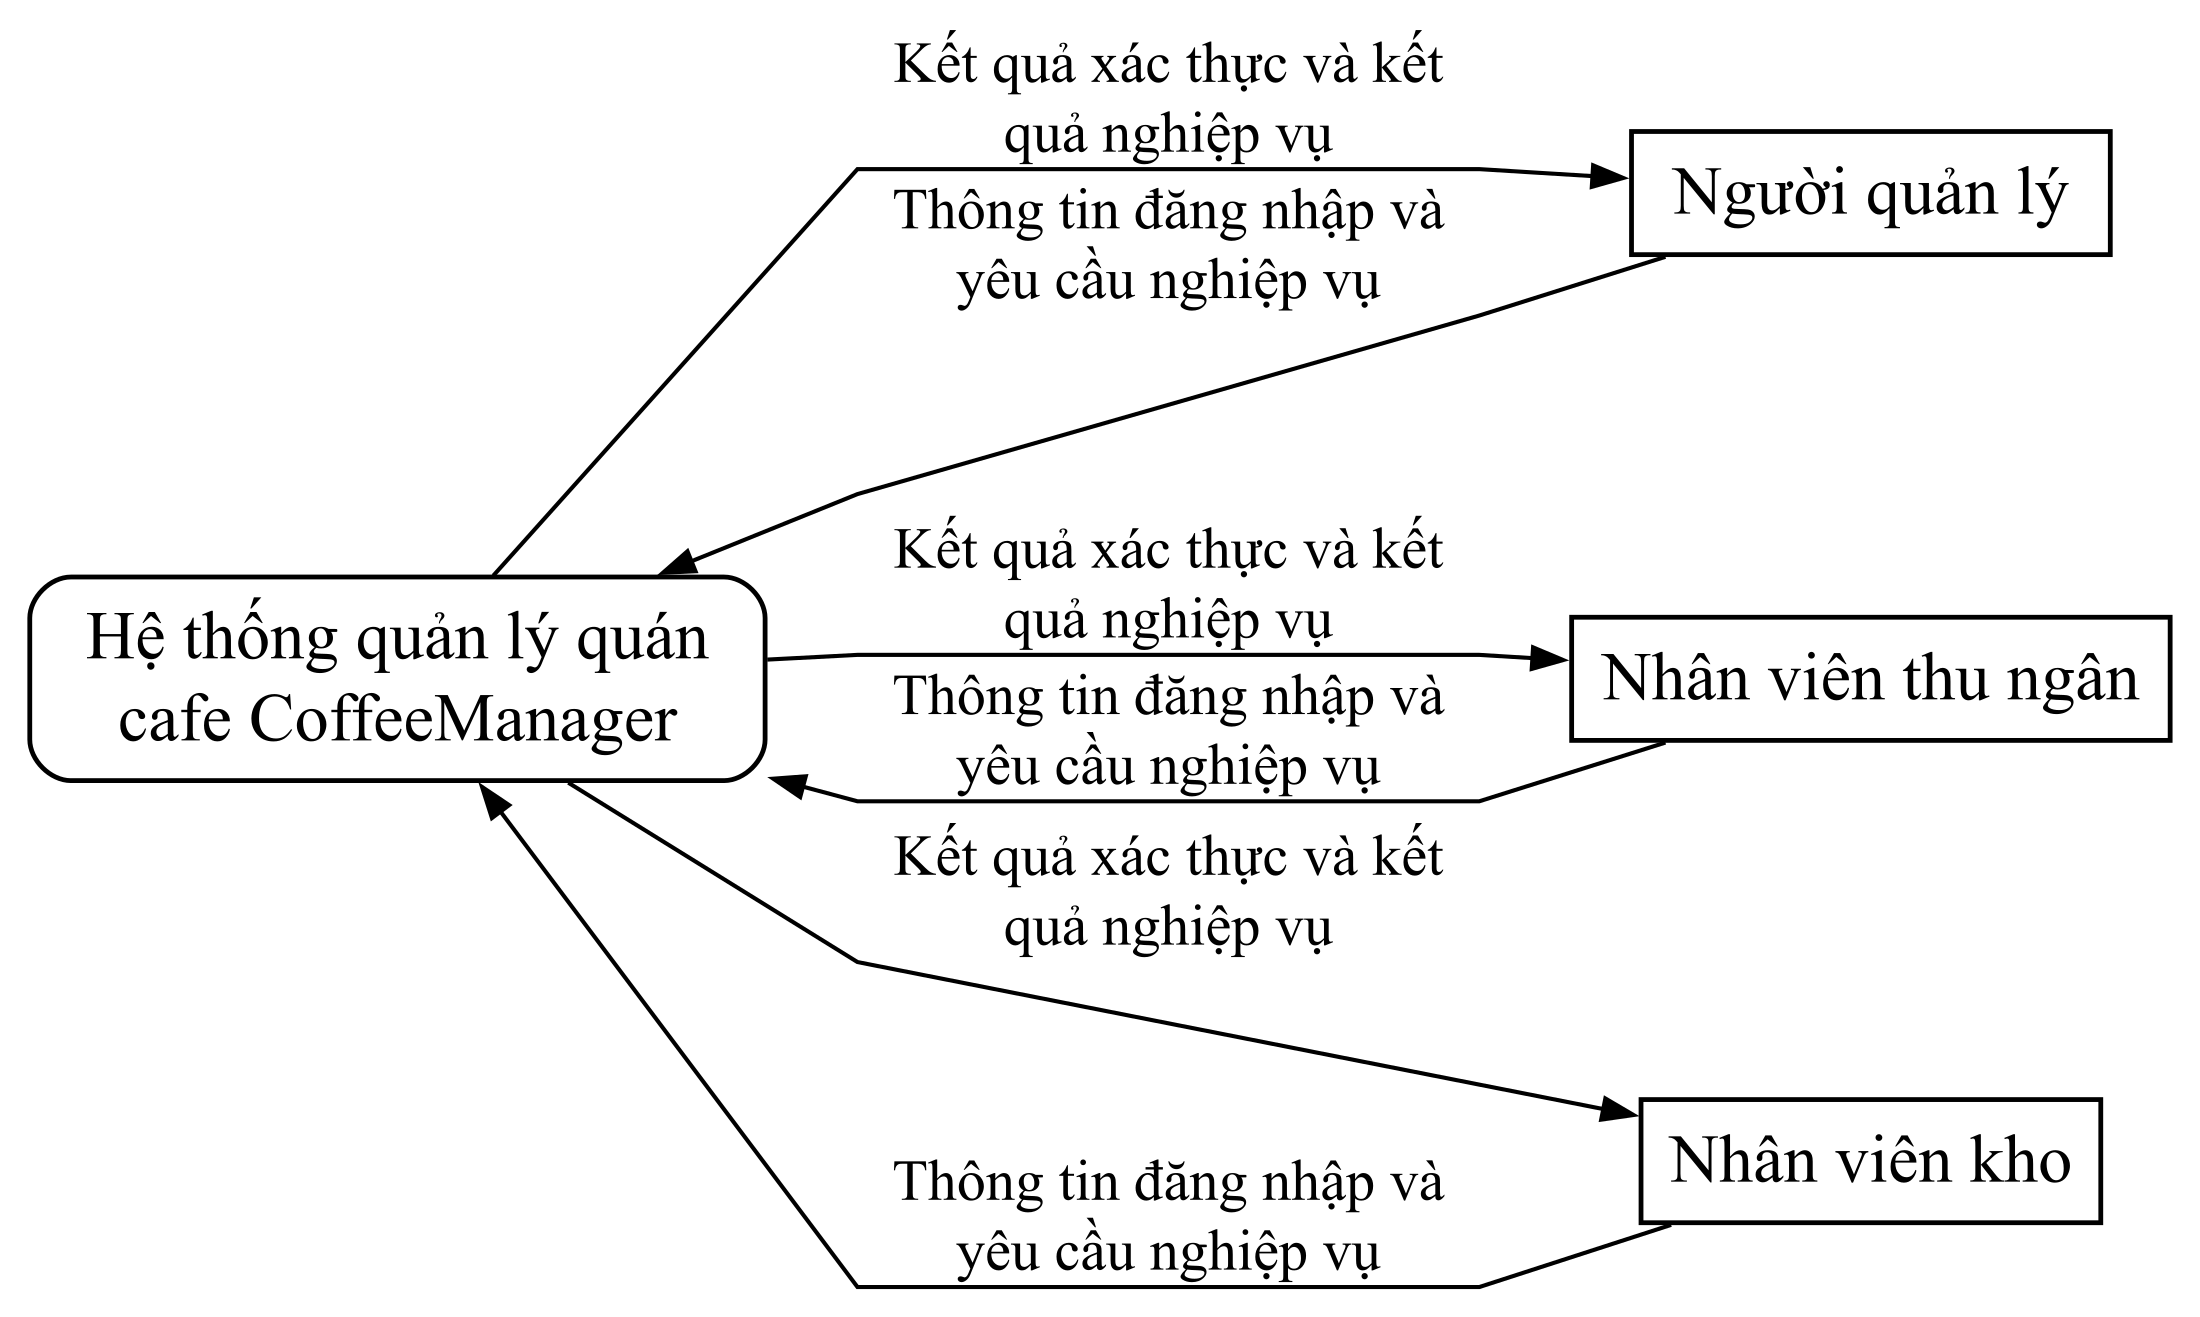 Kết quả xác thực và kết
quả nghiệp vụ
Người quản lý
Thông tin đăng nhập và
yêu cầu nghiệp vụ
Kết quả xác thực và kết
quả nghiệp vụ
Hệ thống quản lý quán
cafe CoffeeManager
Nhân viên thu ngân
Thông tin đăng nhập và
yêu cầu nghiệp vụ
Kết quả xác thực và kết
quả nghiệp vụ
Nhân viên kho
Thông tin đăng nhập và
yêu cầu nghiệp vụ